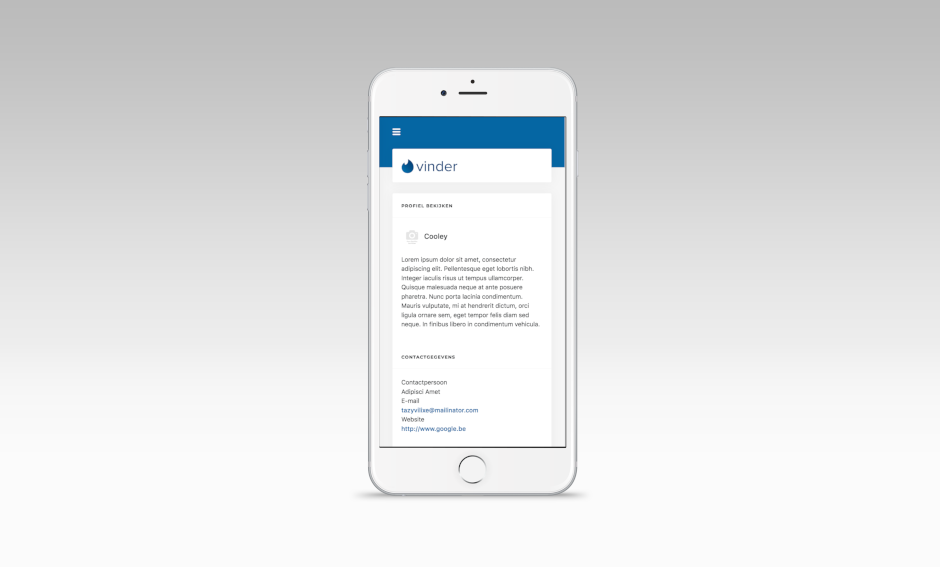 vinder
PROFIEL BEKIJKEN
Cooley
Lorem ipsum dolor sit amet, consectetur
adipiscing elit. Pellentesque eget lobortis nibh.
Integer iaculis risus ut tempus ullamcorper.
Quisque malesuada neque at ante posuere
pharetra. Nunc porta lacinia condimentum.
Mauris vulputate, mi at hendrerit dictum, orci
ligula ornare sem, eget tempor felis diam sed
neque. In finibus libero in condimentum vehicula.
CONTACTGEGEVENS
Contactpersoon
Adipisci Amet
E-mail
tazyvilise@mailinator.com
Website
http://www.google.be